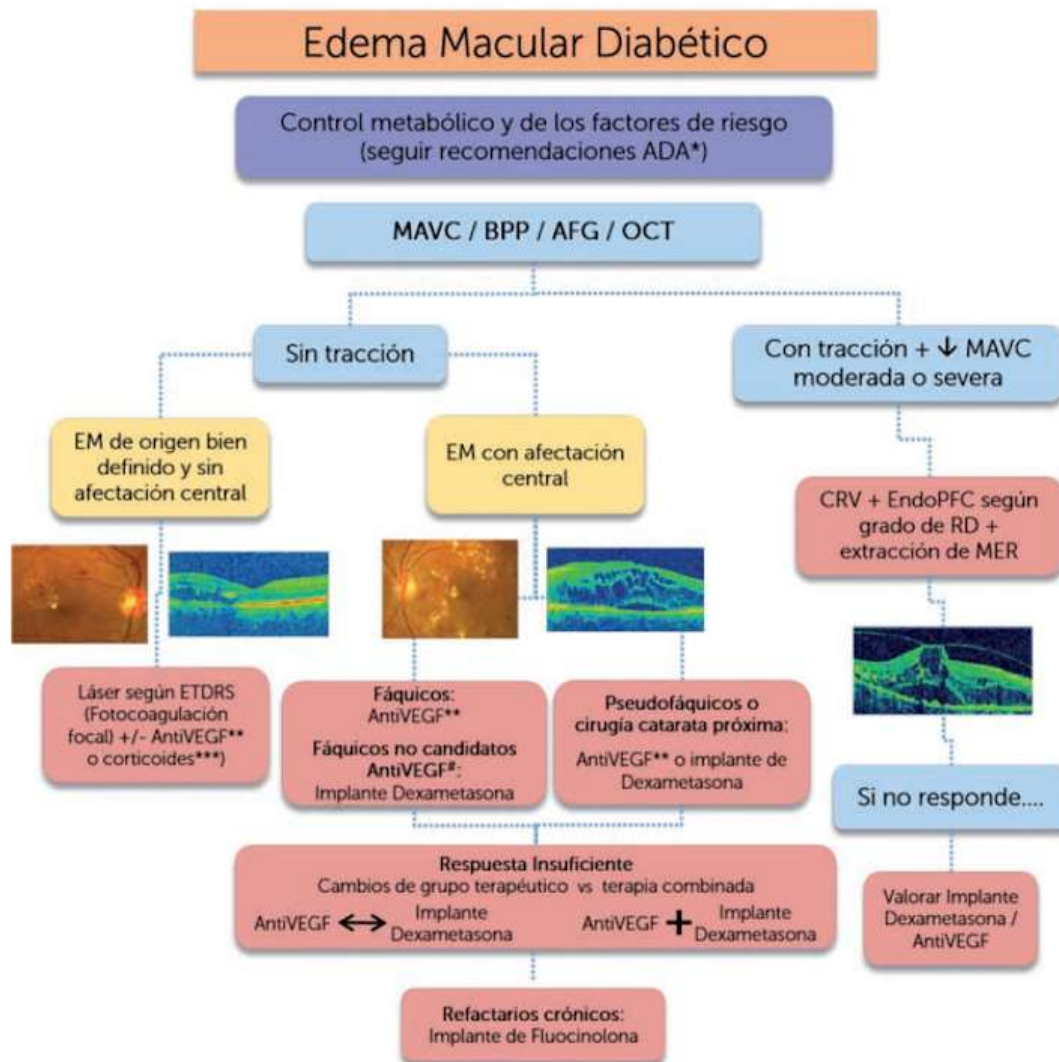 Edema Macular Diabético
Control metabólico y de los factores de riesgo
(seguir recomendaciones ADA*)
MAVC / BPP / AFG / OCT
Sin tracción
Con tracción + ↓ MAVC
moderada o severa
EM de origen bien
definido y sin
afectación central
EM con afectación
central
CRV + EndoPFC según
grado de RD +
extracción de MER
Láser según ETDRS
(Fotocoagulación
focal) +/- AntiVEGF**
o corticoides***)
Fáquicos:
AntiVEGF**
Fáquicos no candidatos
AntiVEGF#:
Implante Dexametasona
Pseudofáquicos o
cirugía catarata próxima:
AntiVEGF** o implante de
Dexametasona
Si no responde....
Respuesta Insuficiente
Cambios de grupo terapéutico vs terapia combinada
AntiVEGF ↔ Implante
Dexametasona
AntiVEGF + Implante
Dexametasona
Valorar Implante
Dexametasona /
AntiVEGF
Refactarios crónicos:
Implante de Fluocinolona